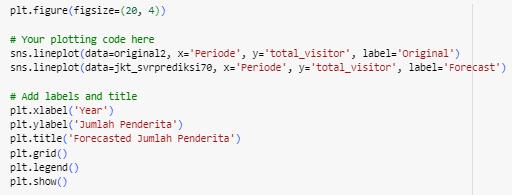 plt.figure(figsize=(20, 4))
# Your plotting code here
sns.lineplot(data=original2, x='Periode', y='total_visitor', label='Original')
sns.lineplot(data=jkt_svrprediksi70, x='Periode', y='total_visitor', label='Forecast')
# Add labels and title
plt.xlabel('Year')
plt.ylabel('Jumlah Penderita')
plt.title('Forecasted Jumlah Penderita')
plt.grid()
plt.legend()
plt.show()